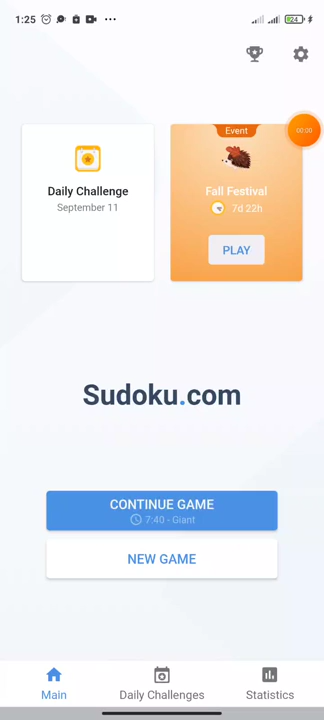 1:25
24
00:00
Event
Daily Challenge
September 11
Fall Festival
7d 22h
PLAY
Sudoku.com
CONTINUE GAME
7:40 - Giant
NEW GAME
Main
Daily Challenges
Statistics